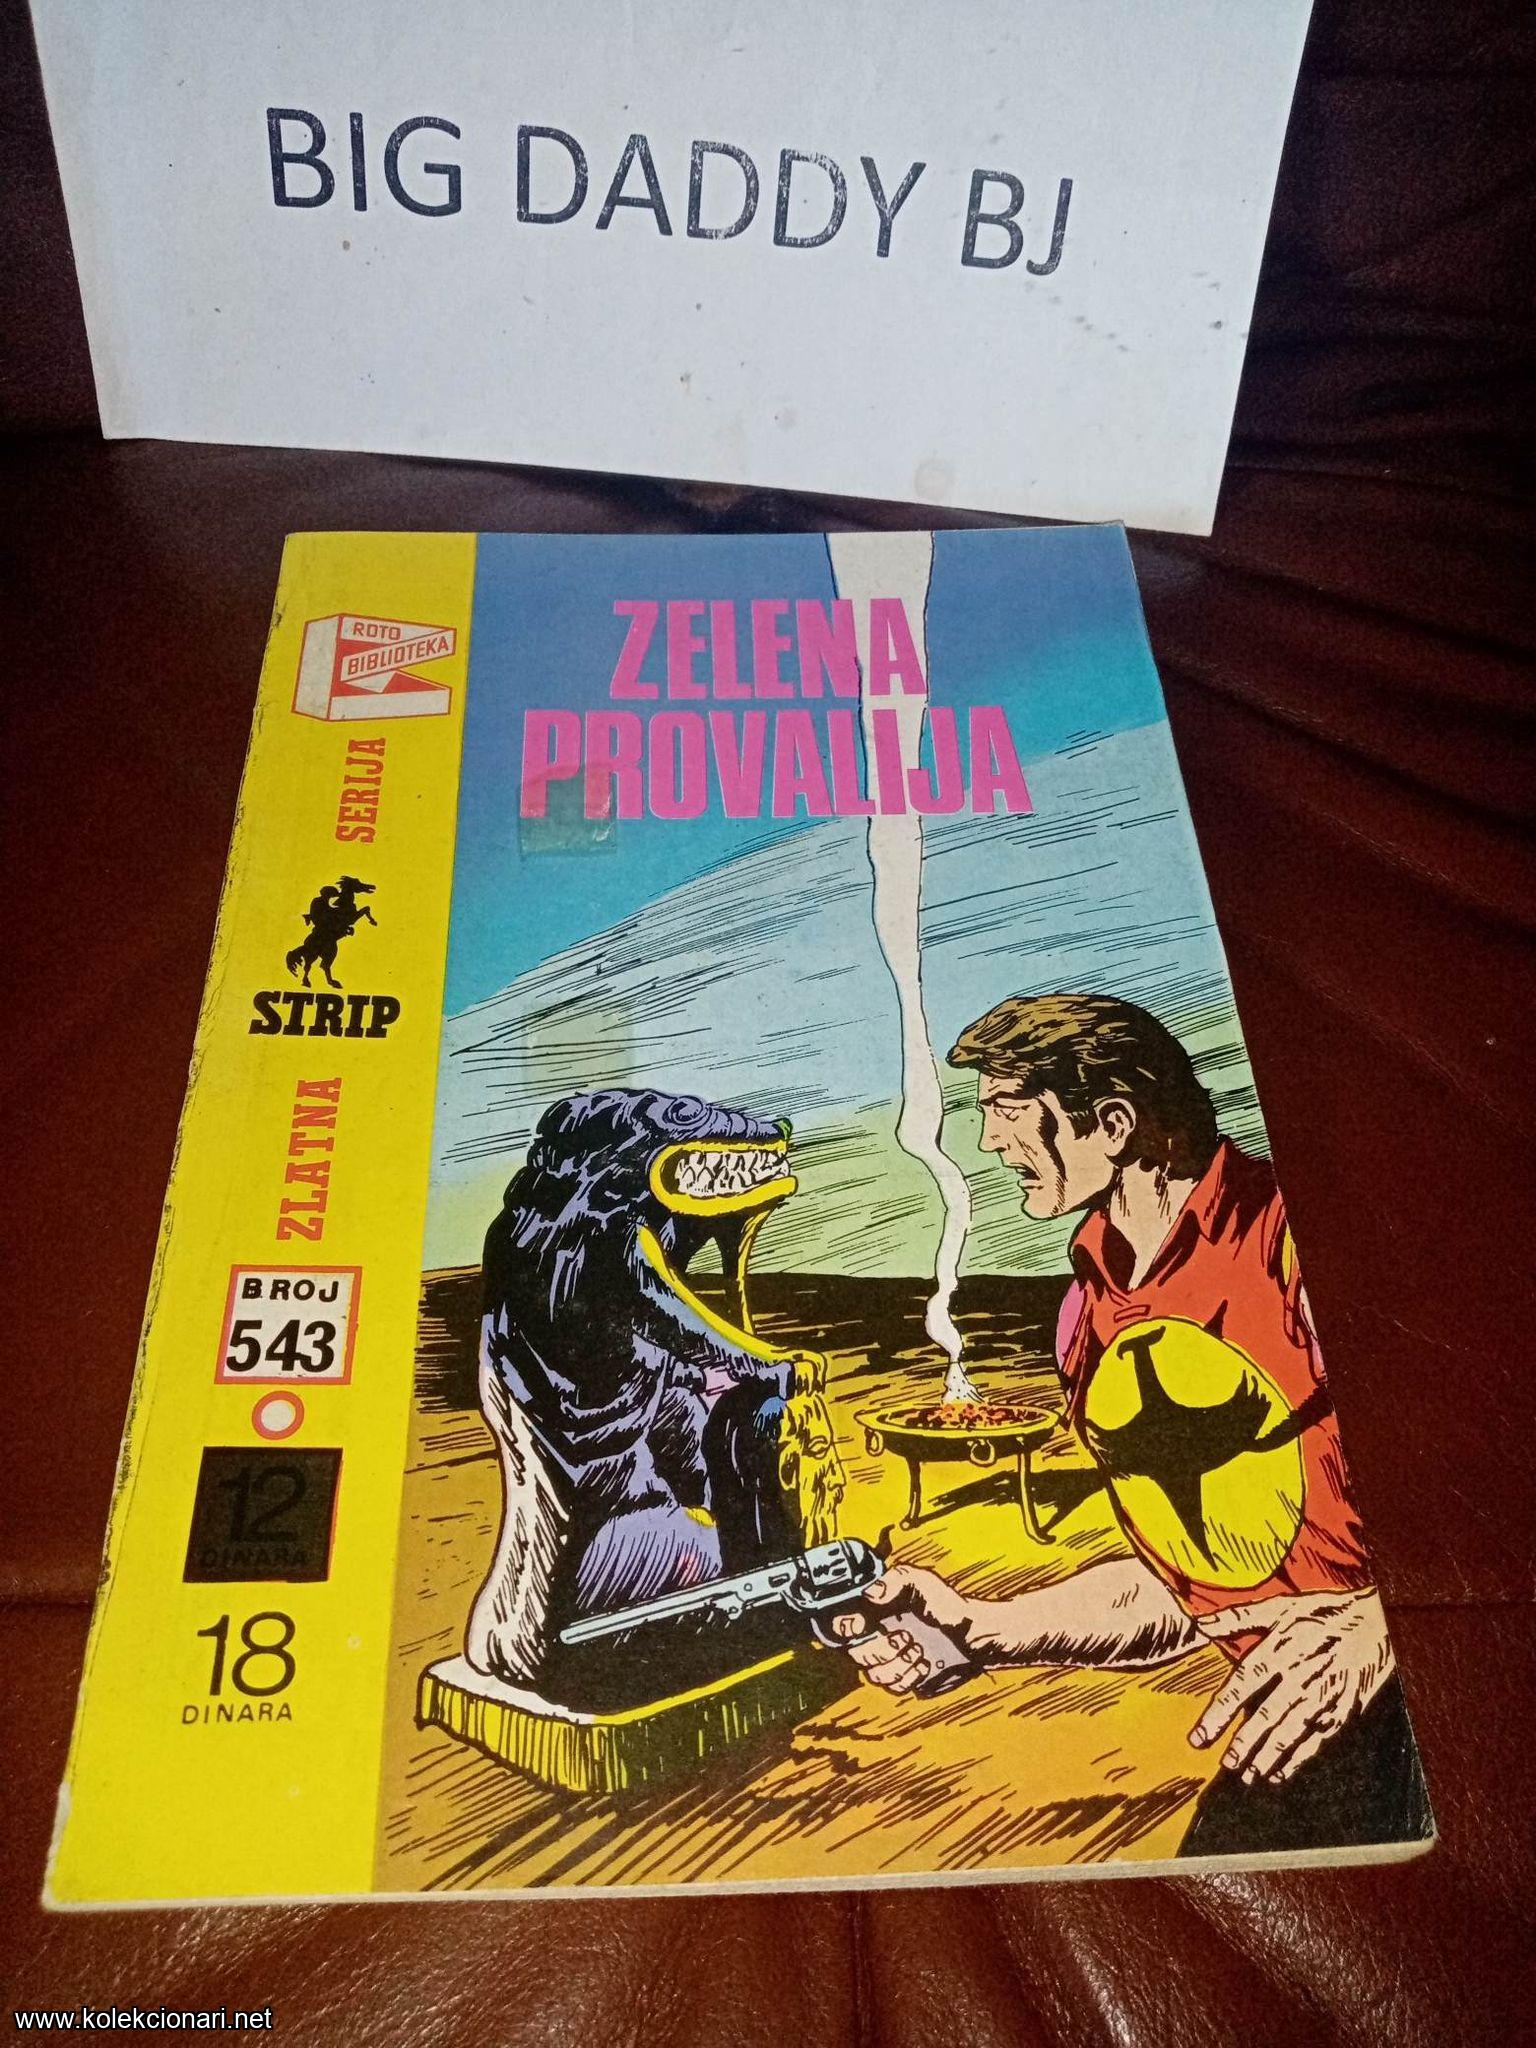 BIG DADDY BJ
ROTO
BIBLIOTEKA
ZELENA
PROVALIJA
SERIJA
STRIP
ZLATNA
BROJ
543
12
DINARA
18
DINARA
www.kolekcionari.net